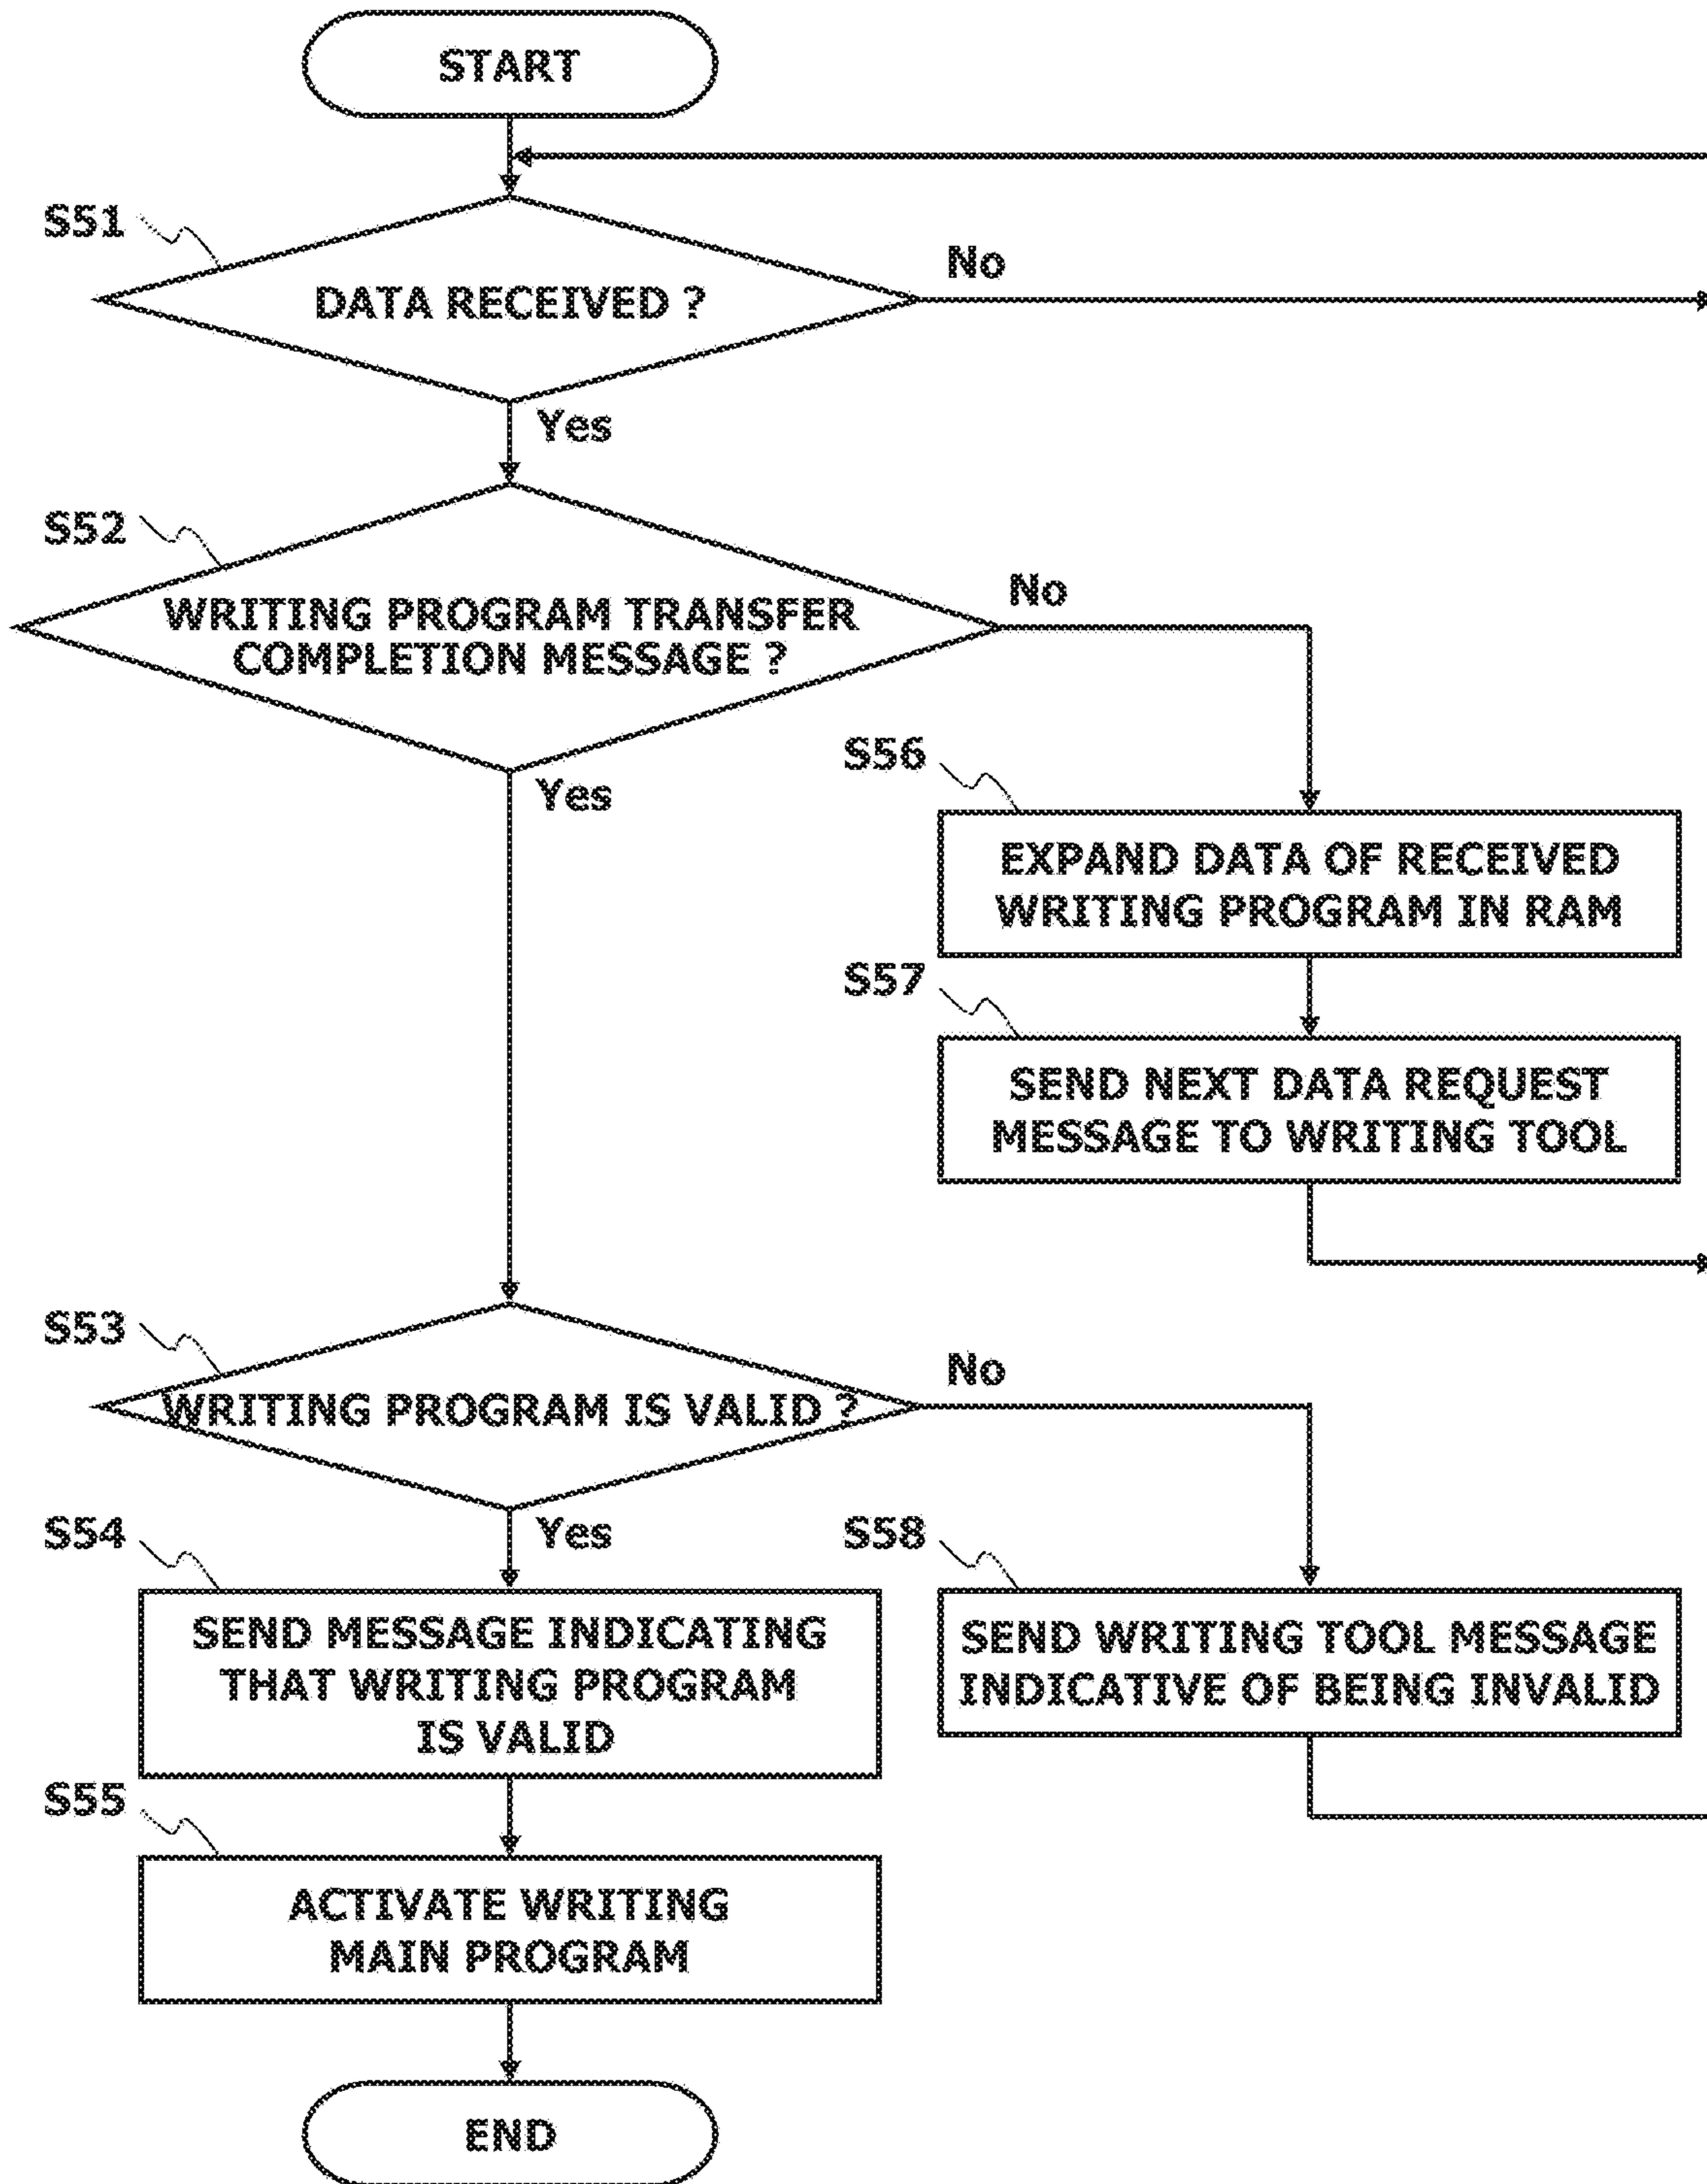 START
S51
No
DATA RECEIVED ?
Yes
S52
No
WRITING PROGRAM TRANSFER
COMPLETION MESSAGE ?
Yes
S56
EXPAND DATA OF RECEIVED
WRITING PROGRAM IN RAM
S57
SEND NEXT DATA REQUEST
MESSAGE TO WRITING TOOL
S53
No
WRITING PROGRAM IS VALID ?
Yes
S54
SEND MESSAGE INDICATING
THAT WRITING PROGRAM
IS VALID
S58
SEND WRITING TOOL MESSAGE
INDICATIVE OF BEING INVALID
S55
ACTIVATE WRITING
MAIN PROGRAM
END